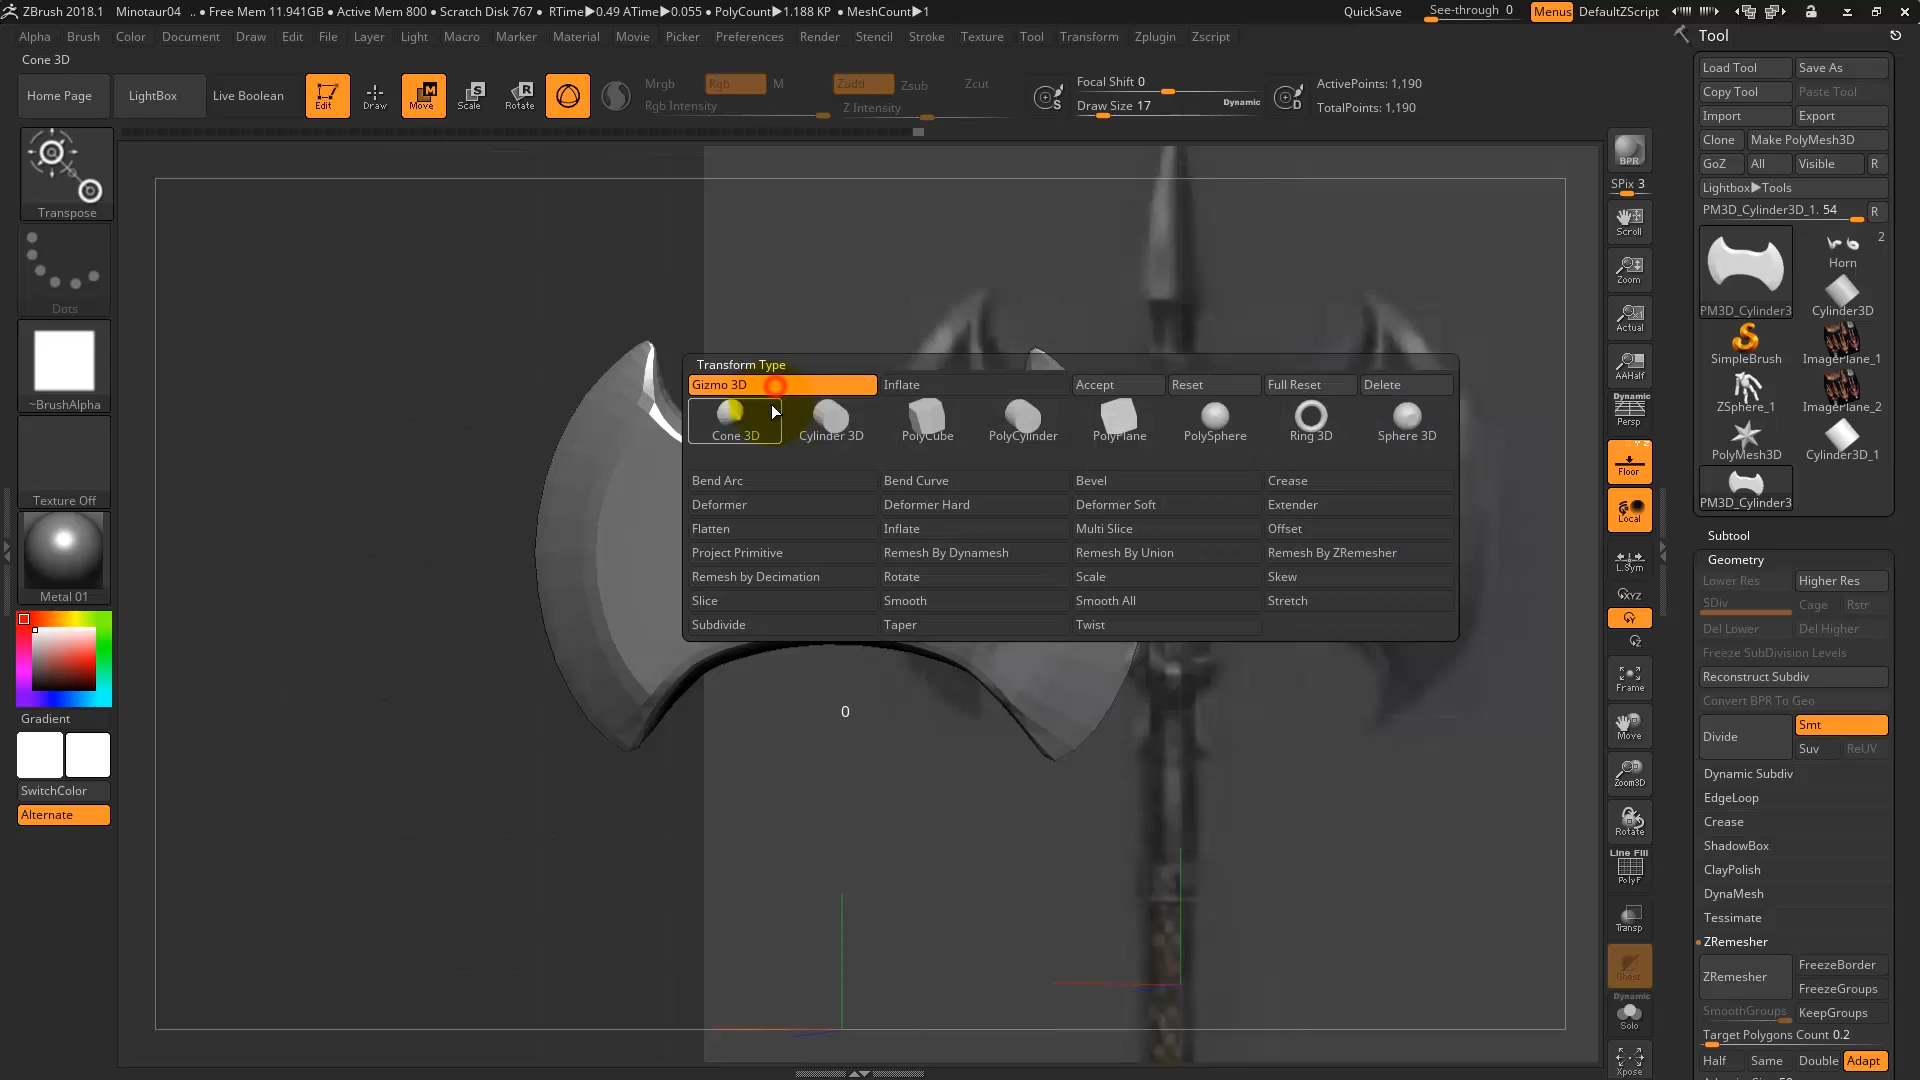 ZBrush 2018.1 Minotaur04 .. ● Free Mem 11.941GB ● Active Mem 800 ● Scratch Disk 767 ● RTime▶0.49 ATime▶0.055 ● PolyCount▶1.188 KP ● MeshCount▶1 QuickSave See-through 0 Menus DefaultZScript
Alpha Brush Color Document Draw Edit File Layer Light Macro Marker Material Movie Picker Preferences Render Stencil Stroke Texture Tool Transform Zplugin Zscript
Cone 3D
Home Page LightBox Live Boolean Edit Draw Move Scale Rotate
Mrgb Rgb M Zadd Zsub Zcut
Rgb Intensity Z Intensity
Focal Shift 0
Draw Size 17 Dynamic
S D
ActivePoints: 1,190
TotalPoints: 1,190
Transpose
Dots
~BrushAlpha
Texture Off
Metal 01
Gradient
SwitchColor
Alternate
Transform Type
Gizmo 3D Inflate Accept Reset Full Reset Delete
Cone 3D Cylinder 3D PolyCube PolyCylinder PolyPlane PolySphere Ring 3D Sphere 3D
Bend Arc Bend Curve Bevel Crease
Deformer Deformer Hard Deformer Soft Extender
Flatten Inflate Multi Slice Offset
Project Primitive Remesh By Dynamesh Remesh By Union Remesh By ZRemesher
Remesh by Decimation Rotate Scale Skew
Slice Smooth Smooth All Stretch
Subdivide Taper Twist
0
BPR
SPix 3
Scroll
Zoom
Actual
AAHalf
Dynamic
Persp
Floor
Local
L.Sym
XYZ
Y
Z
Frame
Move
Zoom3D
Rotate
Line Fill
PolyF
Transp
Ghost
Dynamic
Solo
Xpose
Tool
Load Tool Save As
Copy Tool Paste Tool
Import Export
Clone Make PolyMesh3D
GoZ All Visible R
Lightbox▶Tools
PM3D_Cylinder3D_1. 54 R
2
Horn
PM3D_Cylinder3 Cylinder3D
SimpleBrush ImagePlane_1
ZSphere_1 ImagePlane_2
PolyMesh3D Cylinder3D_1
PM3D_Cylinder3
Subtool
Geometry
Lower Res Higher Res
SDiv Cage Rstr
Del Lower Del Higher
Freeze SubDivision Levels
Reconstruct Subdiv
Convert BPR To Geo
Divide Smt
Suv ReUV
Dynamic Subdiv
EdgeLoop
Crease
ShadowBox
ClayPolish
DynaMesh
Tessimate
ZRemesher
ZRemesher FreezeBorder
FreezeGroups
SmoothGroups KeepGroups
Target Polygons Count 0.2
Half Same Double Adapt